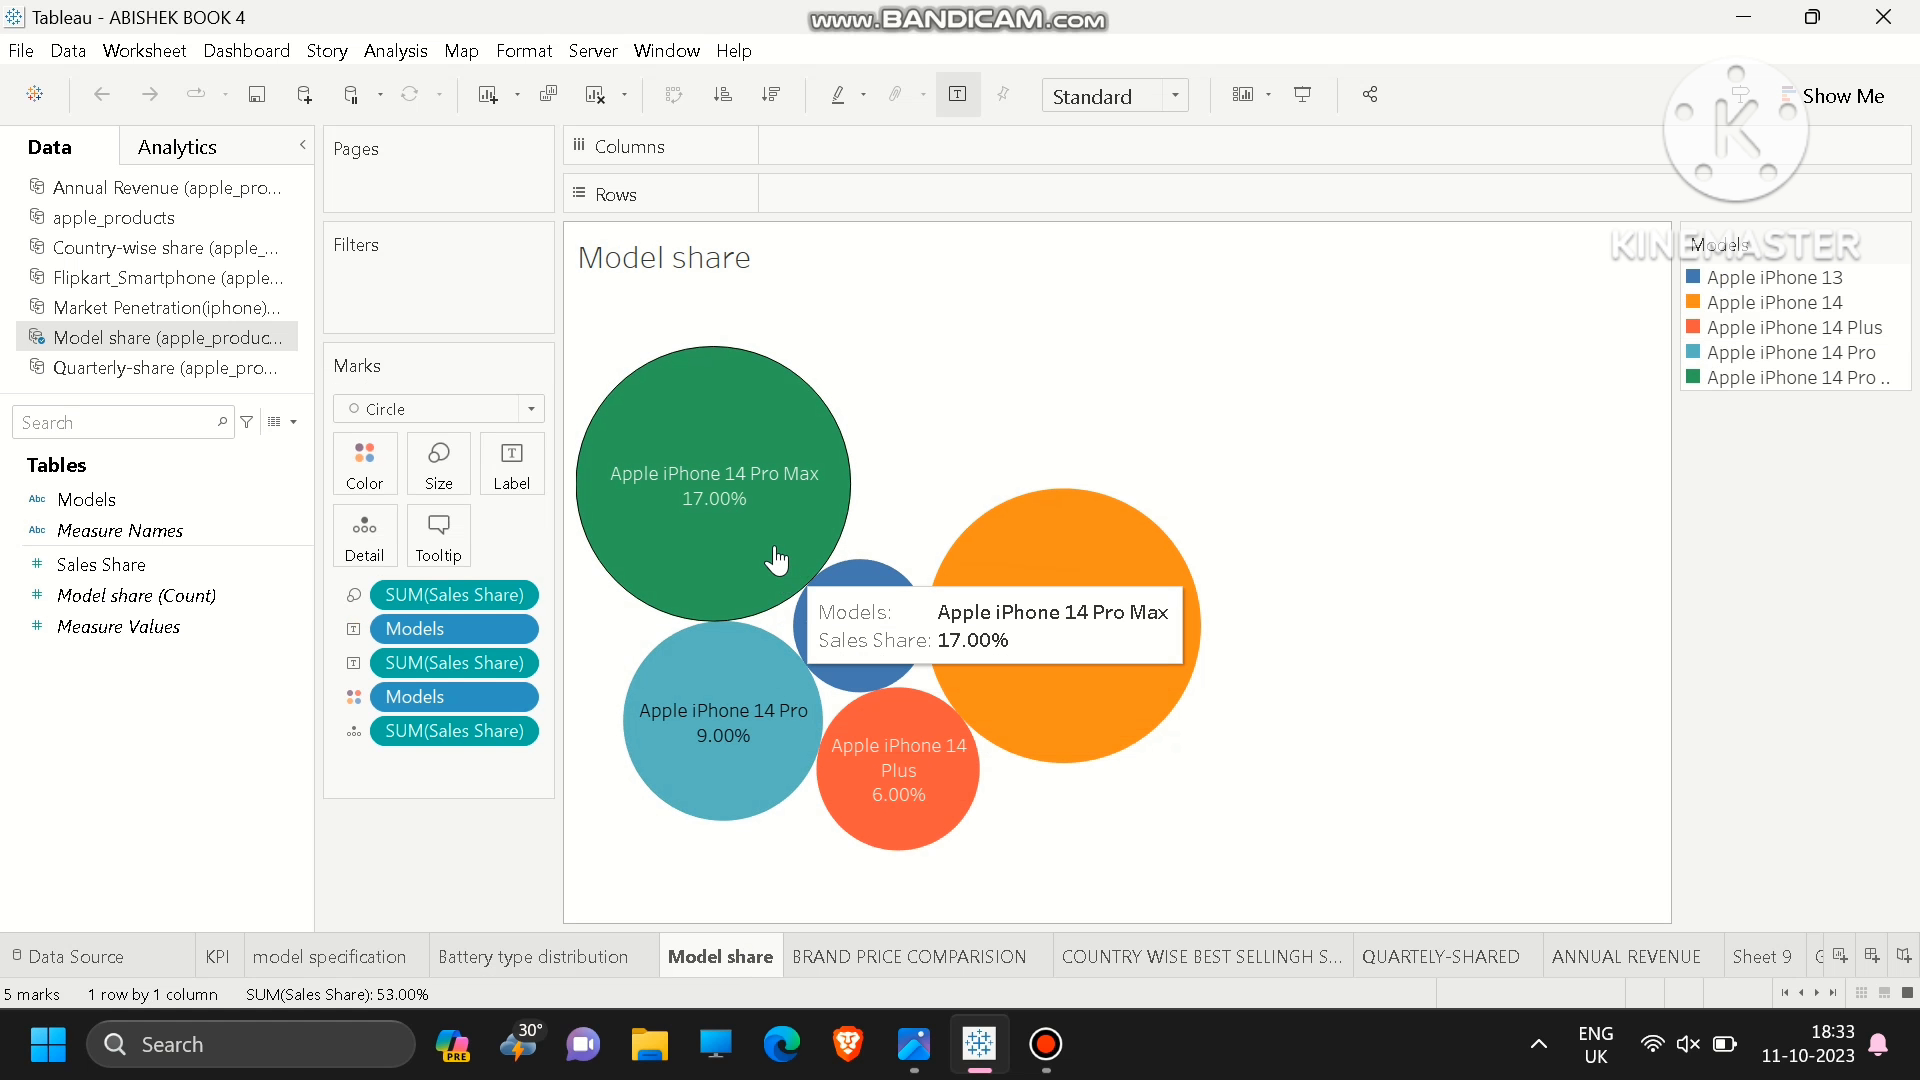 Tableau - ABISHEK BOOK 4
www.BANDICAM.com
File Data Worksheet Dashboard Story Analysis Map Format Server Window Help
Standard
Show Me
K
KINEMASTER
Data
Analytics
Annual Revenue (apple_pro...
apple_products
Country-wise share (apple_...
Flipkart_Smartphone (apple...
Market Penetration(iphone)...
Model share (apple_produc...
Quarterly-share (apple_pro...
Search
Tables
Abc Models
Abc Measure Names
# Sales Share
# Model share (Count)
# Measure Values
Pages
Filters
Marks
Circle
Color
Size
Label
Detail
Tooltip
SUM(Sales Share)
Models
SUM(Sales Share)
Models
SUM(Sales Share)
Columns
Rows
Model share
Apple iPhone 14 Pro Max
17.00%
Models: Apple iPhone 14 Pro Max
Sales Share: 17.00%
Apple iPhone 14 Pro
9.00%
Apple iPhone 14
Plus
6.00%
Models
Apple iPhone 13
Apple iPhone 14
Apple iPhone 14 Plus
Apple iPhone 14 Pro
Apple iPhone 14 Pro ..
Data Source
KPI
model specification
Battery type distribution
Model share
BRAND PRICE COMPARISION
COUNTRY WISE BEST SELLINGH S...
QUARTELY-SHARED
ANNUAL REVENUE
Sheet 9
5 marks
1 row by 1 column
SUM(Sales Share): 53.00%
Search
PRE
30°
ENG
UK
18:33
11-10-2023